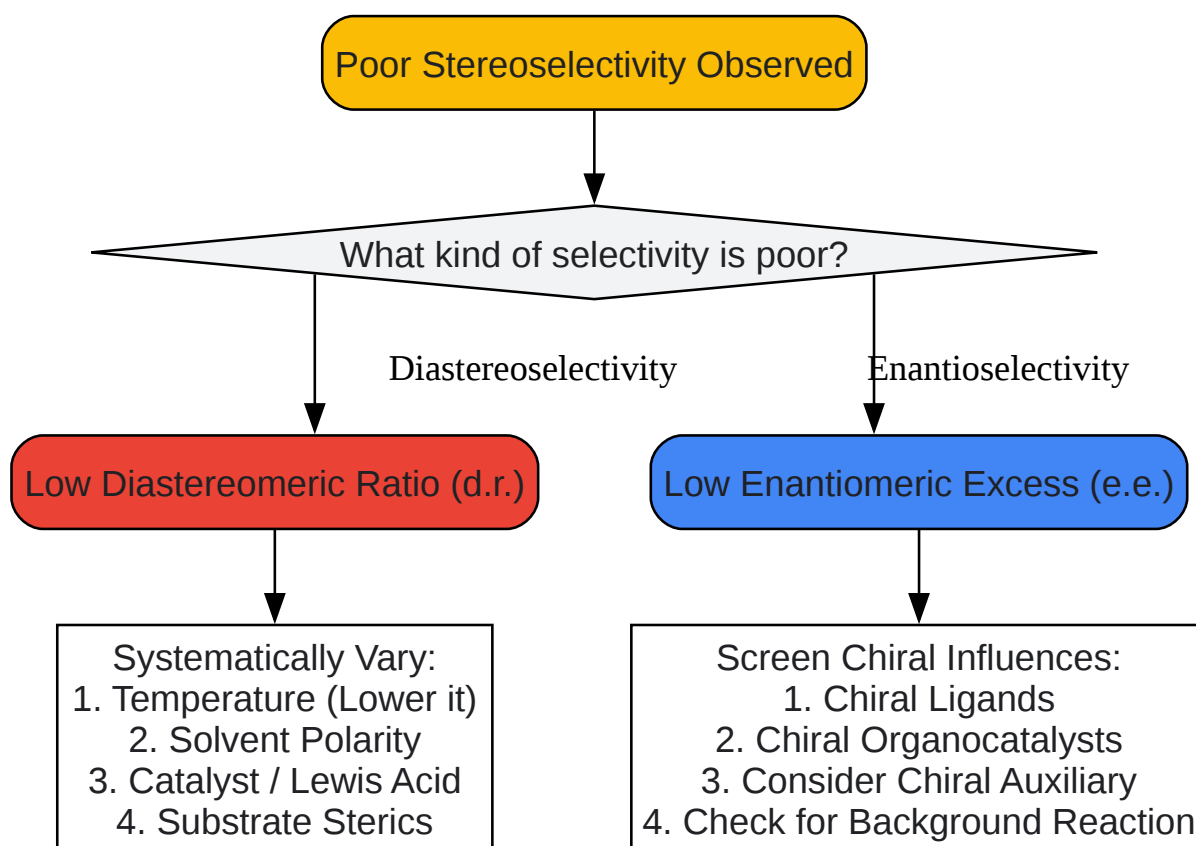 Poor Stereoselectivity Observed
What kind of selectivity is poor?
Diastereoselectivity
Enantioselectivity
Low Diastereomeric Ratio (d.r.)
Low Enantiomeric Excess (e.e.)
Systematically Vary:
1. Temperature (Lower it)
2. Solvent Polarity
3. Catalyst / Lewis Acid
4. Substrate Sterics
Screen Chiral Influences:
1. Chiral Ligands
2. Chiral Organocatalysts
3. Consider Chiral Auxiliary
4. Check for Background Reaction